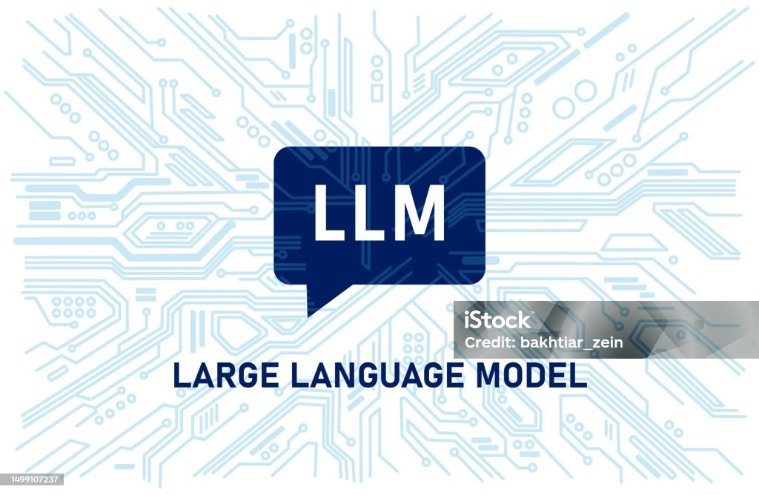 LLM
iStock
Credit: bakhtiar_zein
LARGE LANGUAGE MODEL
1499107237